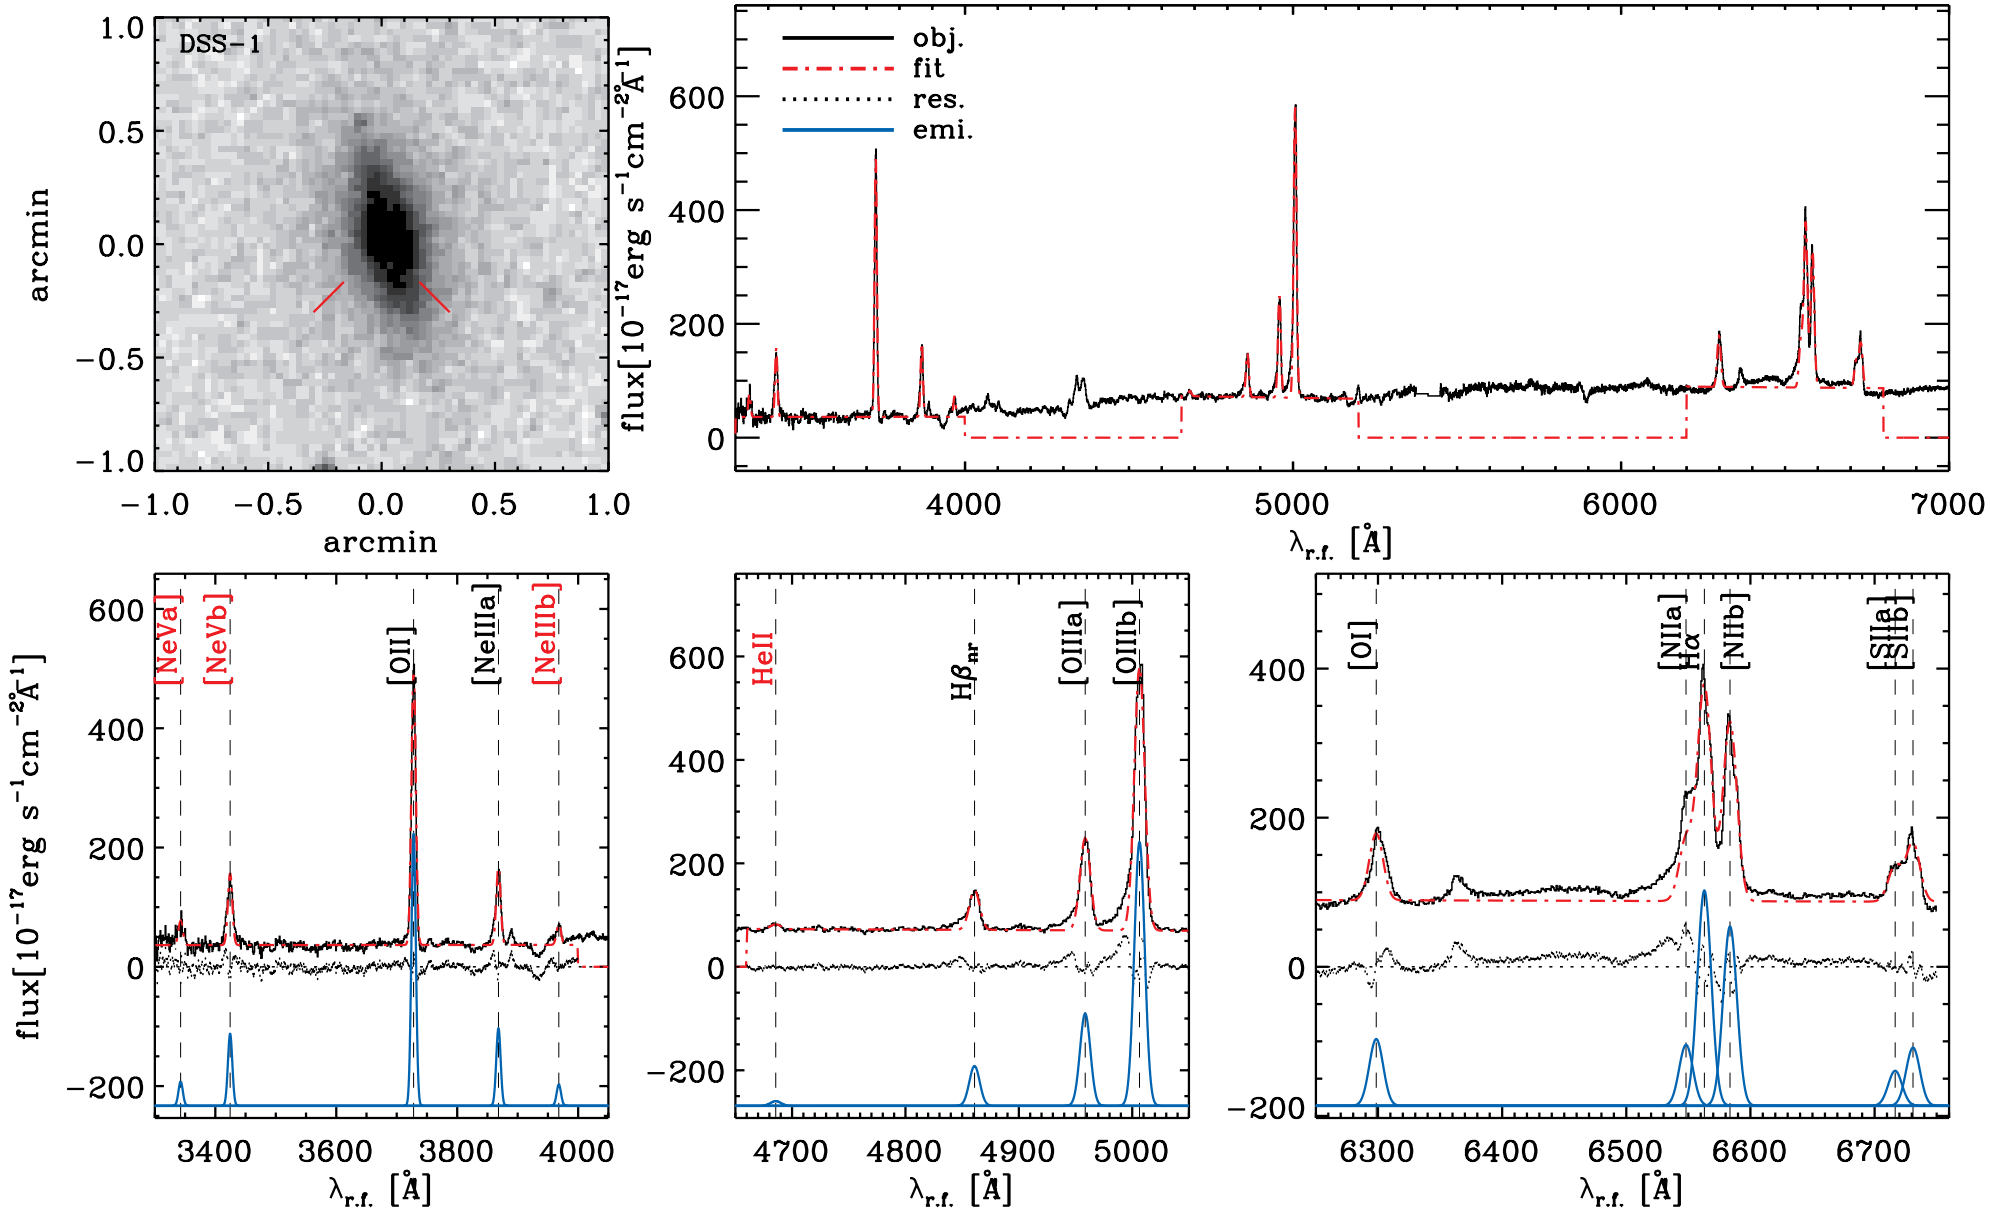 DSS-1
1.0
0.5
0.0
-0.5
-1.0
-1.0 -0.5 0.0 0.5 1.0
arcmin
arcmin
obj.
fit
res.
emi.
flux[10⁻¹⁷erg s⁻¹cm⁻²Å⁻¹]
600
400
200
0
4000 5000 6000 7000
λr.f. [Å]
flux[10⁻¹⁷erg s⁻¹cm⁻²Å⁻¹]
600
400
200
0
-200
[NeVa]
[NeVb]
[OII]
[NeIIIa]
[NeIIIb]
3400 3600 3800 4000
λr.f. [Å]
600
400
200
0
-200
HeII
Hβnr
[OIIIa]
[OIIIb]
4700 4800 4900 5000
λr.f. [Å]
400
200
0
-200
[OI]
[NIIa]
Hα
[NIIb]
[SIIa]
[SIIb]
6300 6400 6500 6600 6700
λr.f. [Å]